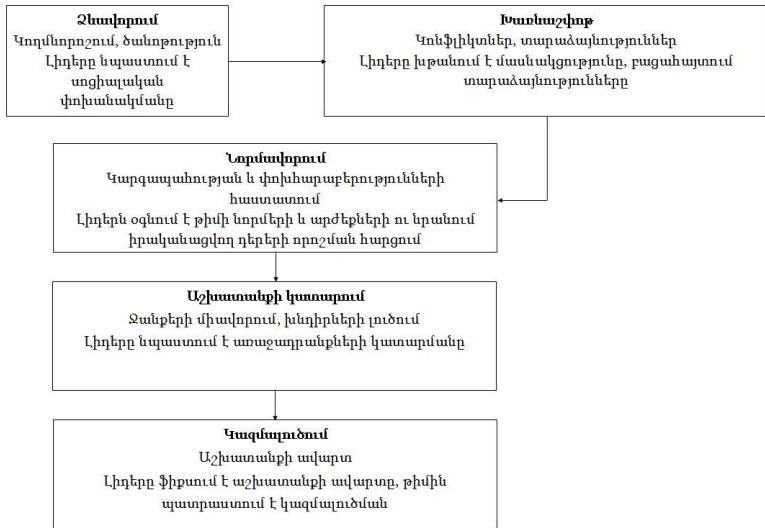 Ձևավորում
Կողմնորոշում, ծանոթություն
Լիդերը նպաստում է
սոցիալական
փոխանակմանը
Խառնաշփոթ
Կոնֆլիկտներ, տարաձայնություններ
Լիդերը խթանում է մասնակցությունը, բացահայտում
տարաձայնությունները
Նորմավորում
Կարգապահության և փոխհարաբերությունների
հաստատում
Լիդերն օգնում է թիմի նորմերի և արժեքների ու նրանում
իրականացվող դերերի որոշման հարցում
Աշխատանքի կատարում
Ջանքերի միավորում, խնդիրների լուծում
Լիդերը նպաստում է առաջադրանքների կատարմանը
Կազմալուծում
Աշխատանքի ավարտ
Լիդերը ֆիքսում է աշխատանքի ավարտը, թիմին
պատրաստում է կազմալուծման